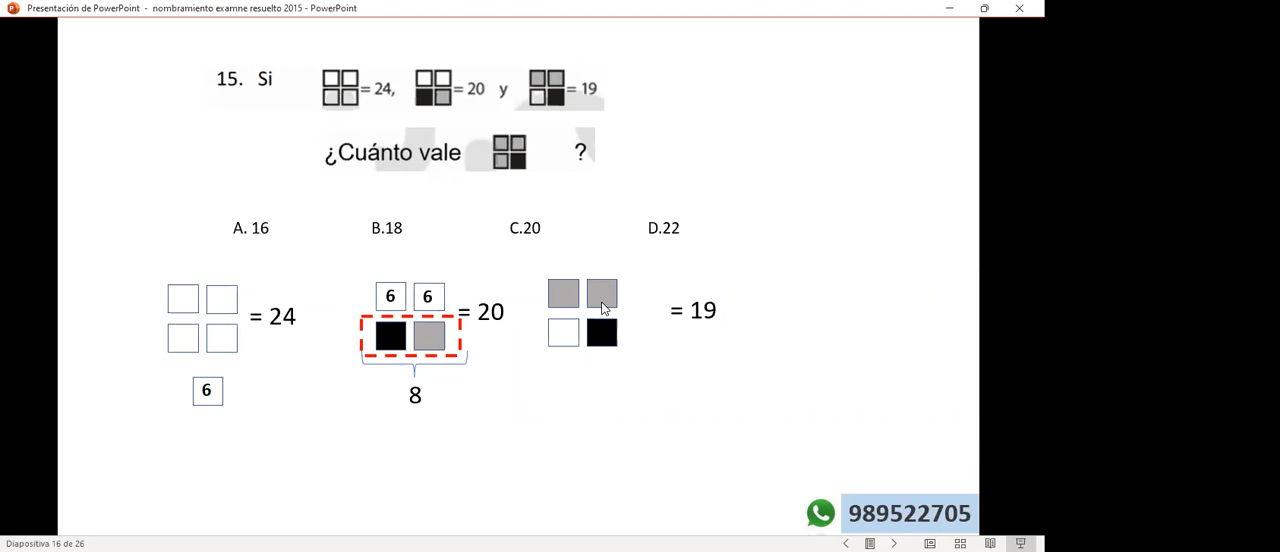 Presentación de PowerPoint - nombramiento examne resuelto 2015 - PowerPoint
15. Si = 24, = 20 y = 19
¿Cuánto vale ?
A. 16 B.18 C.20 D.22
= 24 6 6 = 20 = 19
6 8
989522705
Diapositiva 16 de 26